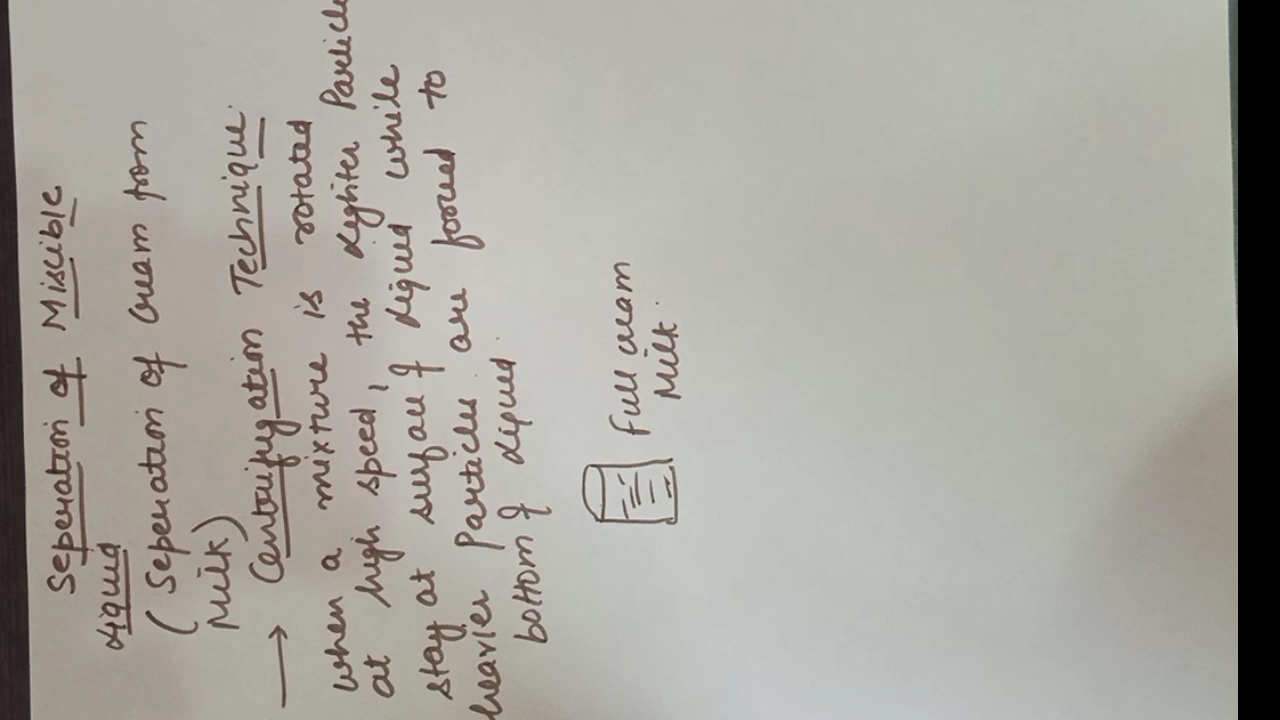 Seperation of Miscible
liquid
(Seperation of cream from
Milk)
→ Centrifugation Technique.
when a mixture is rotated
at high speed, the lighter Particle
stay at surface of liquid while
heavier Particles are forced to
bottom of liquid.
Full cream
Milk.